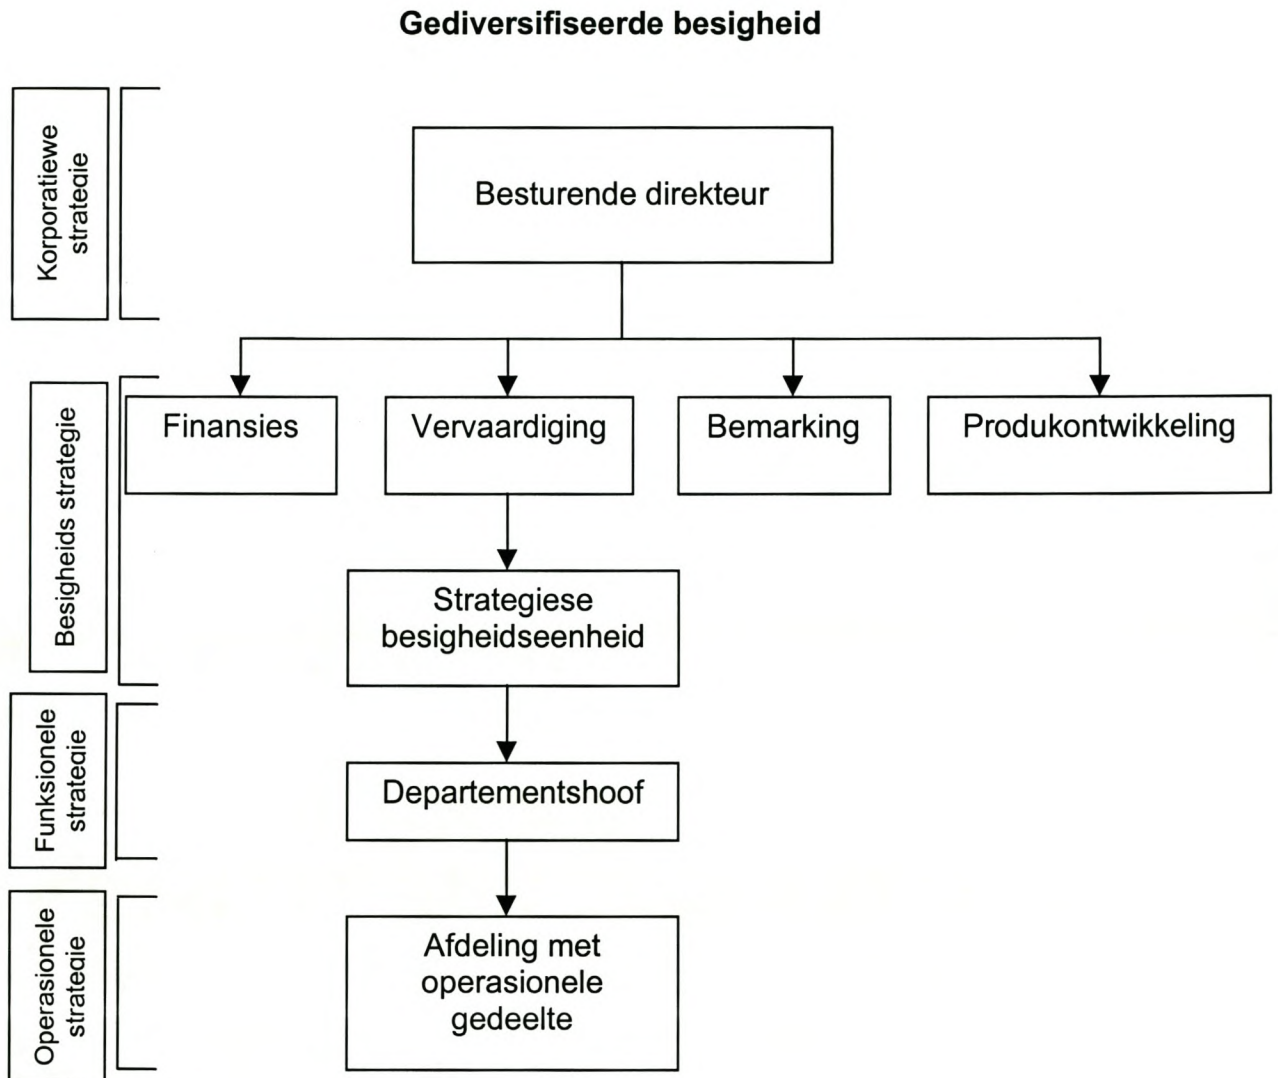 Gediversifiseerde besigheid
Korporatiewe
strategie
Besturende direkteur
Besigheids strategie
Finansies
Vervaardiging
Bemarking
Produkontwikkeling
Strategiese
besigheidseenheid
Funksionele
strategie
Departementshoof
Operasionele
strategie
Afdeling met
operasionele
gedeelte